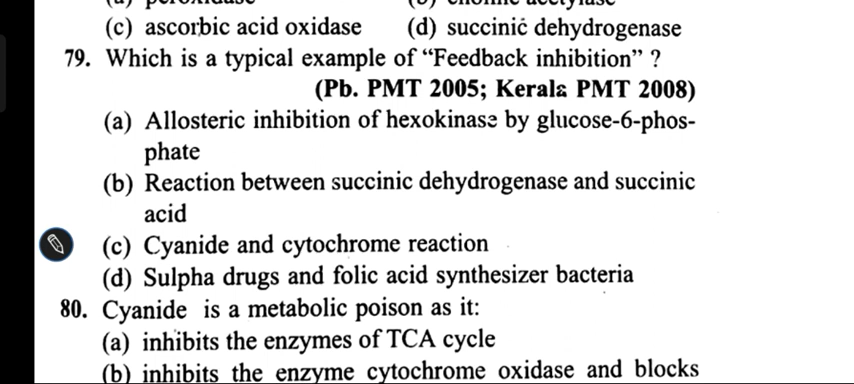 (c) ascorbic acid oxidase (d) succinic dehydrogenase
79. Which is a typical example of “Feedback inhibition” ?
(Pb. PMT 2005; Kerala PMT 2008)
(a) Allosteric inhibition of hexokinase by glucose-6-phos-
phate
(b) Reaction between succinic dehydrogenase and succinic
acid
(c) Cyanide and cytochrome reaction
(d) Sulpha drugs and folic acid synthesizer bacteria
80. Cyanide is a metabolic poison as it:
(a) inhibits the enzymes of TCA cycle
(b) inhibits the enzyme cytochrome oxidase and blocks